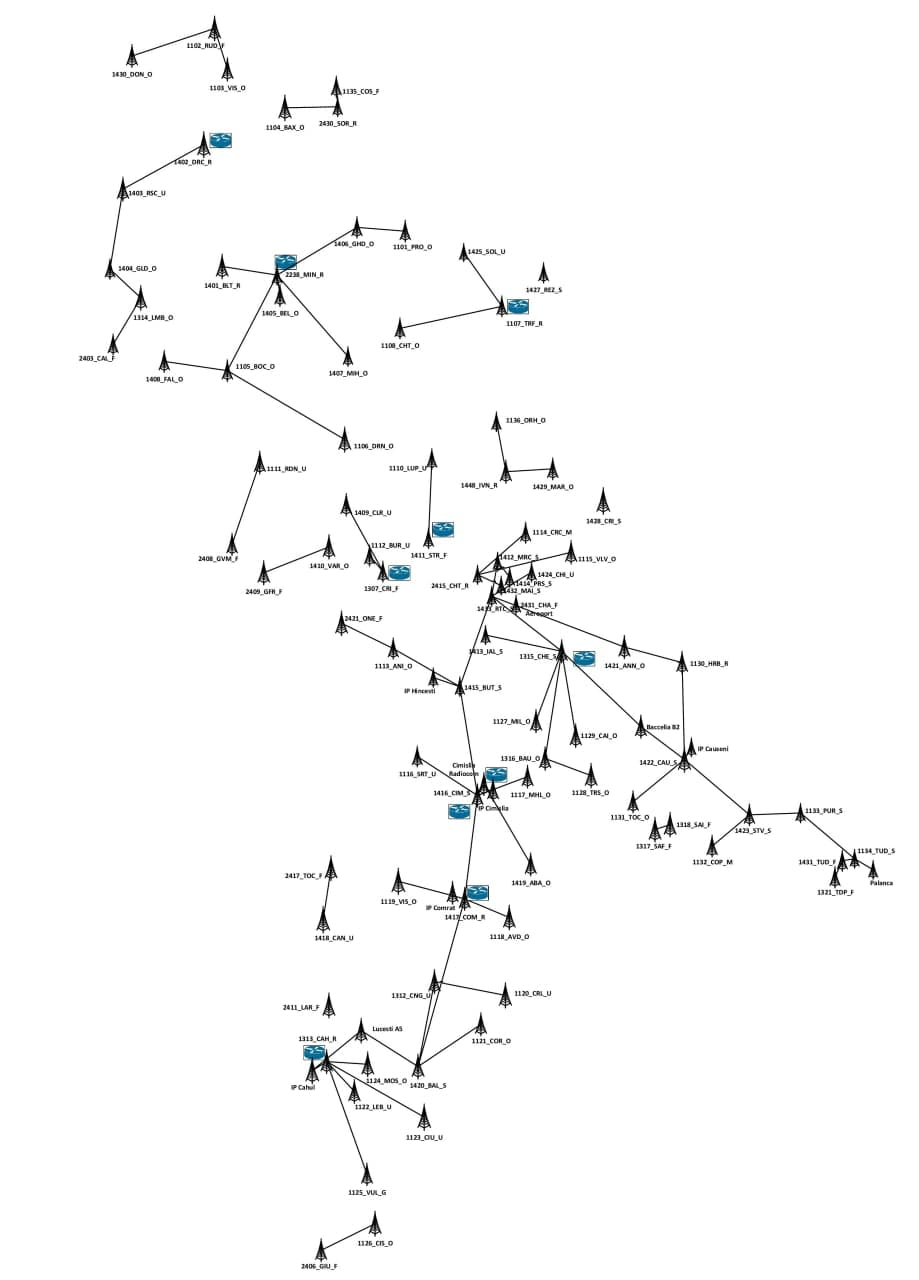 1102_RUD_F
1430_DON_O
1103_VIS_O
1135_COS_F
1104_BAX_O
2430_SOR_R
1402_DRC_R
1403_RSC_U
1406_GHD_O
1101_PRO_O
1425_SOL_U
1404_GLD_O
2238_MIN_R
1401_BLT_R
1427_REZ_S
1405_BEL_O
1314_LMB_O
1107_TRF_R
1108_CHT_O
2403_CAL_F
1105_BOC_O
1407_MIH_O
1408_FAL_O
1136_ORH_O
1106_DRN_O
1111_RDN_U
1110_LUP_U
1448_IVN_R
1429_MAR_O
1409_CLR_U
1428_CRI_S
1114_CRC_M
1112_BUR_U
1411_STR_F
1412_MRC_S
1115_VLV_O
2408_GVM_F
1410_VAR_O
1424_CHI_U
2415_CHT_R
1414_PRS_S
1307_CRI_F
1432_MAI_S
2409_GFR_F
2431_CHA_F
Aeroport
2421_ONE_F
1413_IAL_S
1315_CHE_S
1113_ANI_O
1421_ANN_O
1130_HRB_R
IP Hincesti
1415_BUT_S
1127_MIL_O
Baccelia B2
1129_CAI_O
IP Causeni
1316_BAU_O
1422_CAU_S
Cimislia
Radiocom
1116_SRT_U
1416_CIM_S
1117_MHL_O
1128_TRS_O
IP Cimislia
1131_TOC_O
1133_PUR_S
1318_SAI_F
1423_STV_S
1317_SAF_F
1134_TUD_S
1132_COP_M
1431_TUD_F
2417_TOC_F
1419_ABA_O
Palanca
1321_TDP_F
1119_VIS_O
IP Comrat
1417_COM_R
1418_CAN_U
1118_AVD_O
1312_CNG_U
1120_CRL_U
2411_LAR_F
Lucesti A5
1313_CAH_R
1121_COR_O
1124_MOS_O
1420_BAL_S
IP Cahul
1122_LEB_U
1123_CIU_U
1125_VUL_G
1126_CIS_O
2406_GIU_F